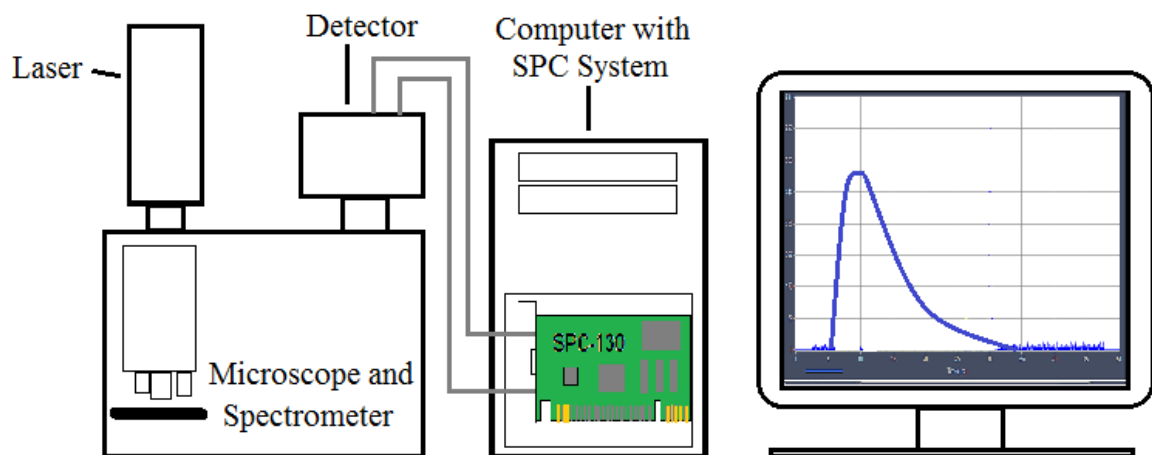 Laser
Detector
Computer with
SPC System
SPC-130
Microscope and
Spectrometer